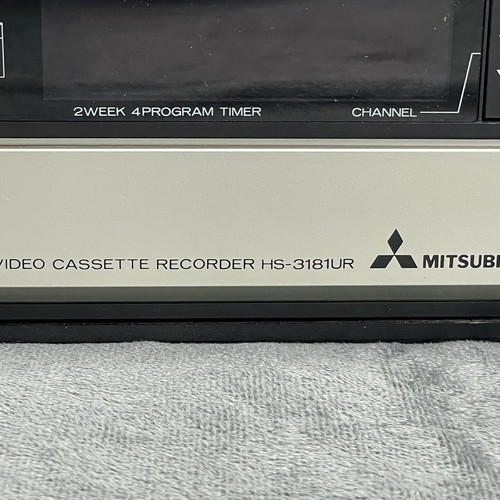 2WEEK 4PROGRAM TIMER
CHANNEL
VIDEO CASSETTE RECORDER HS-3181UR
MITSUBI